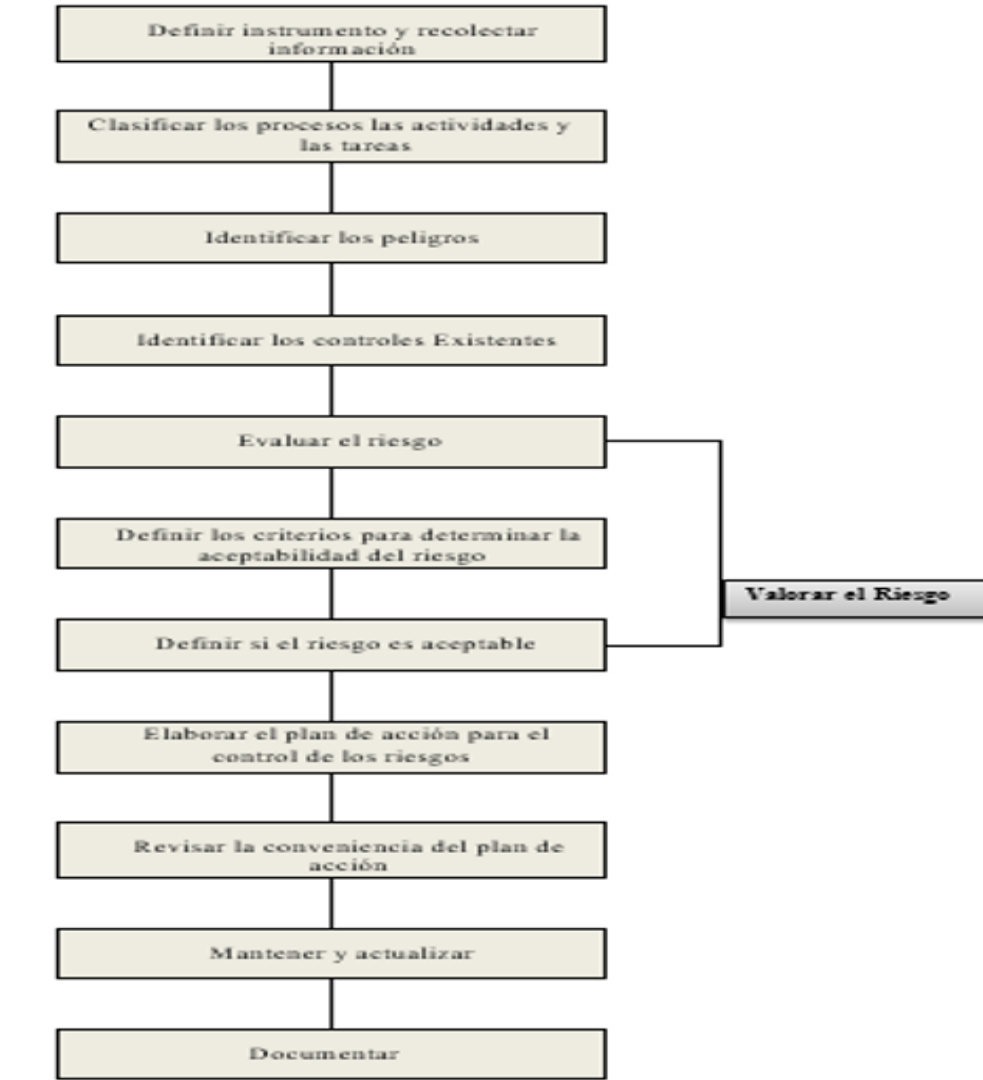 Definir instrumento y recolectar
información
Clasificar los procesos las actividades y
las tareas
Identificar los peligros
Identificar los controles Existentes
Evaluar el riesgo
Definir los criterios para determinar la
aceptabilidad del riesgo
Valorar el Riesgo
Definir si el riesgo es aceptable
Elaborar el plan de acción para el
control de los riesgos
Revisar la conveniencia del plan de
acción
Mantener y actualizar
Documentar